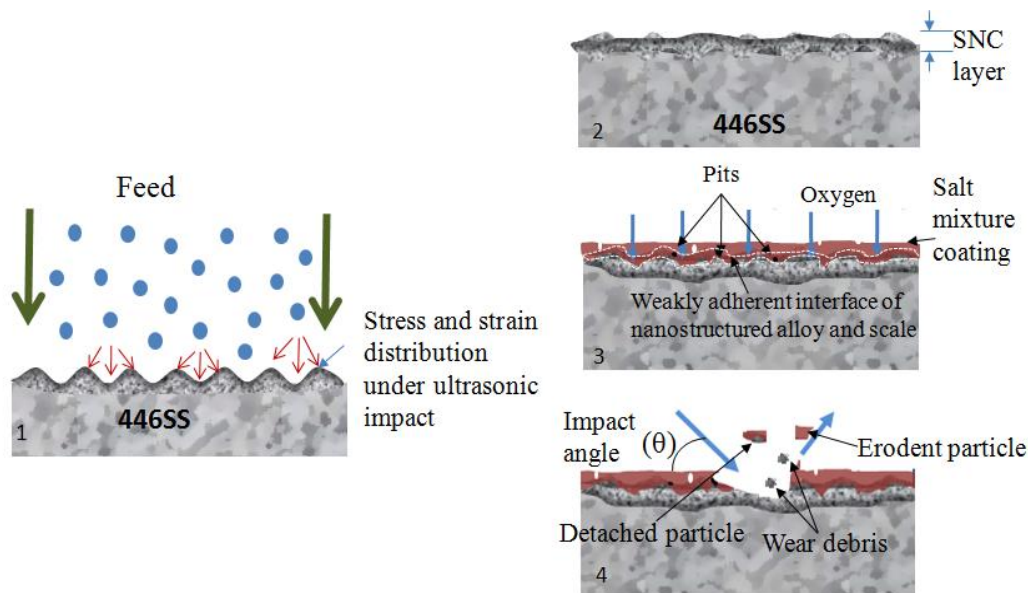 Feed
Stress and strain
distribution
under ultrasonic
impact
446SS
1
SNC
layer
446SS
2
Pits
Oxygen
Salt
mixture
coating
Weakly adherent interface of
nanostructured alloy and scale
3
Impact
angle
(θ)
Erodent particle
Detached particle
Wear debris
4